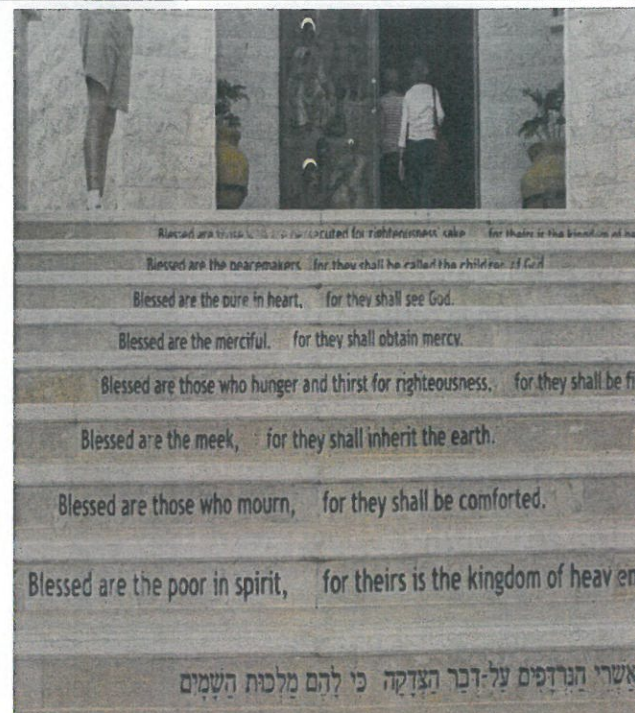 Blessed are persecuted for righteousness sake for theirs is the kingdom of
Blessed are the peacemakers for they shall be called the children of God
Blessed are the pure in heart, for they shall see God.
Blessed are the merciful. for they shall obtain mercy.
Blessed are those who hunger and thirst for righteousness, for they shall be fi
Blessed are the meek, for they shall inherit the earth.
Blessed are those who mourn, for they shall be comforted.
Blessed are the poor in spirit, for theirs is the kingdom of heaven
אַשְׁרֵי הַנִּרְדָּפִים עַל-דְּבַר הַצְּדָקָה כִּי לָהֶם מַלְכוּת הַשָּׁמָיִם